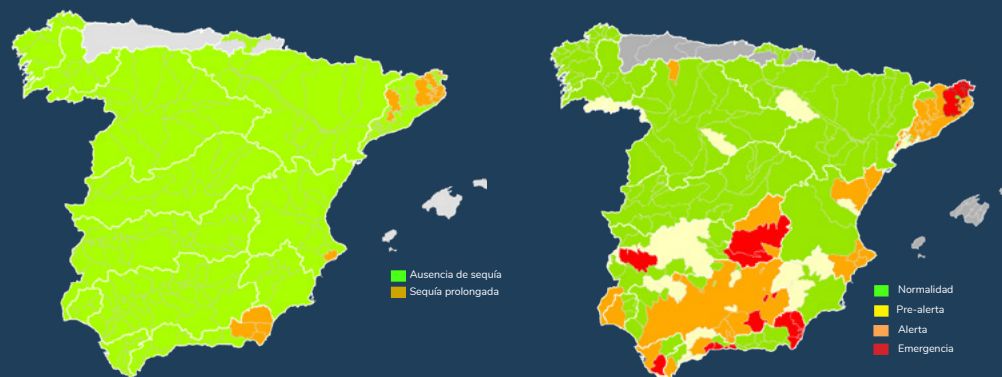 Ausencia de sequía
Sequía prolongada
Normalidad
Pre-alerta
Alerta
Emergencia